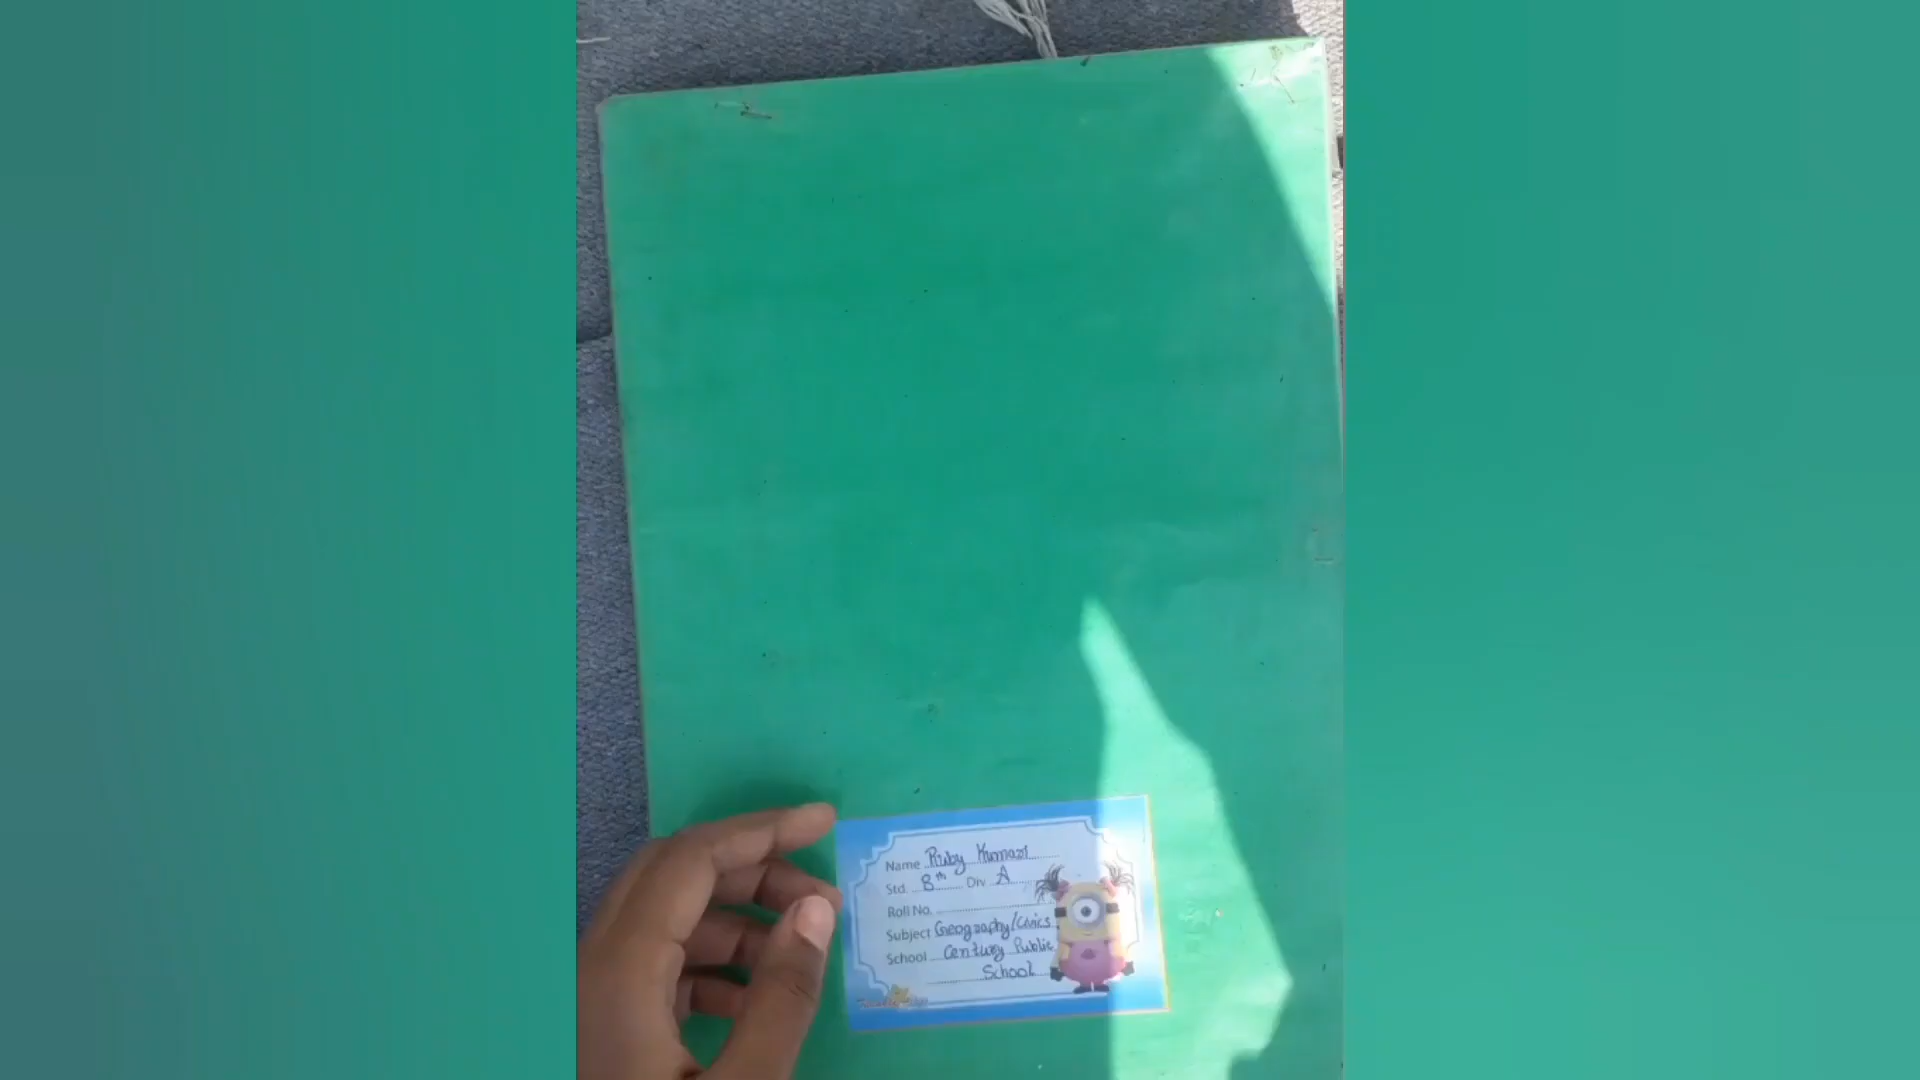 Name Ruby Kumari
Std. 8th Div A
Roll No.
Subject Geography/Civics
School Century Public
School